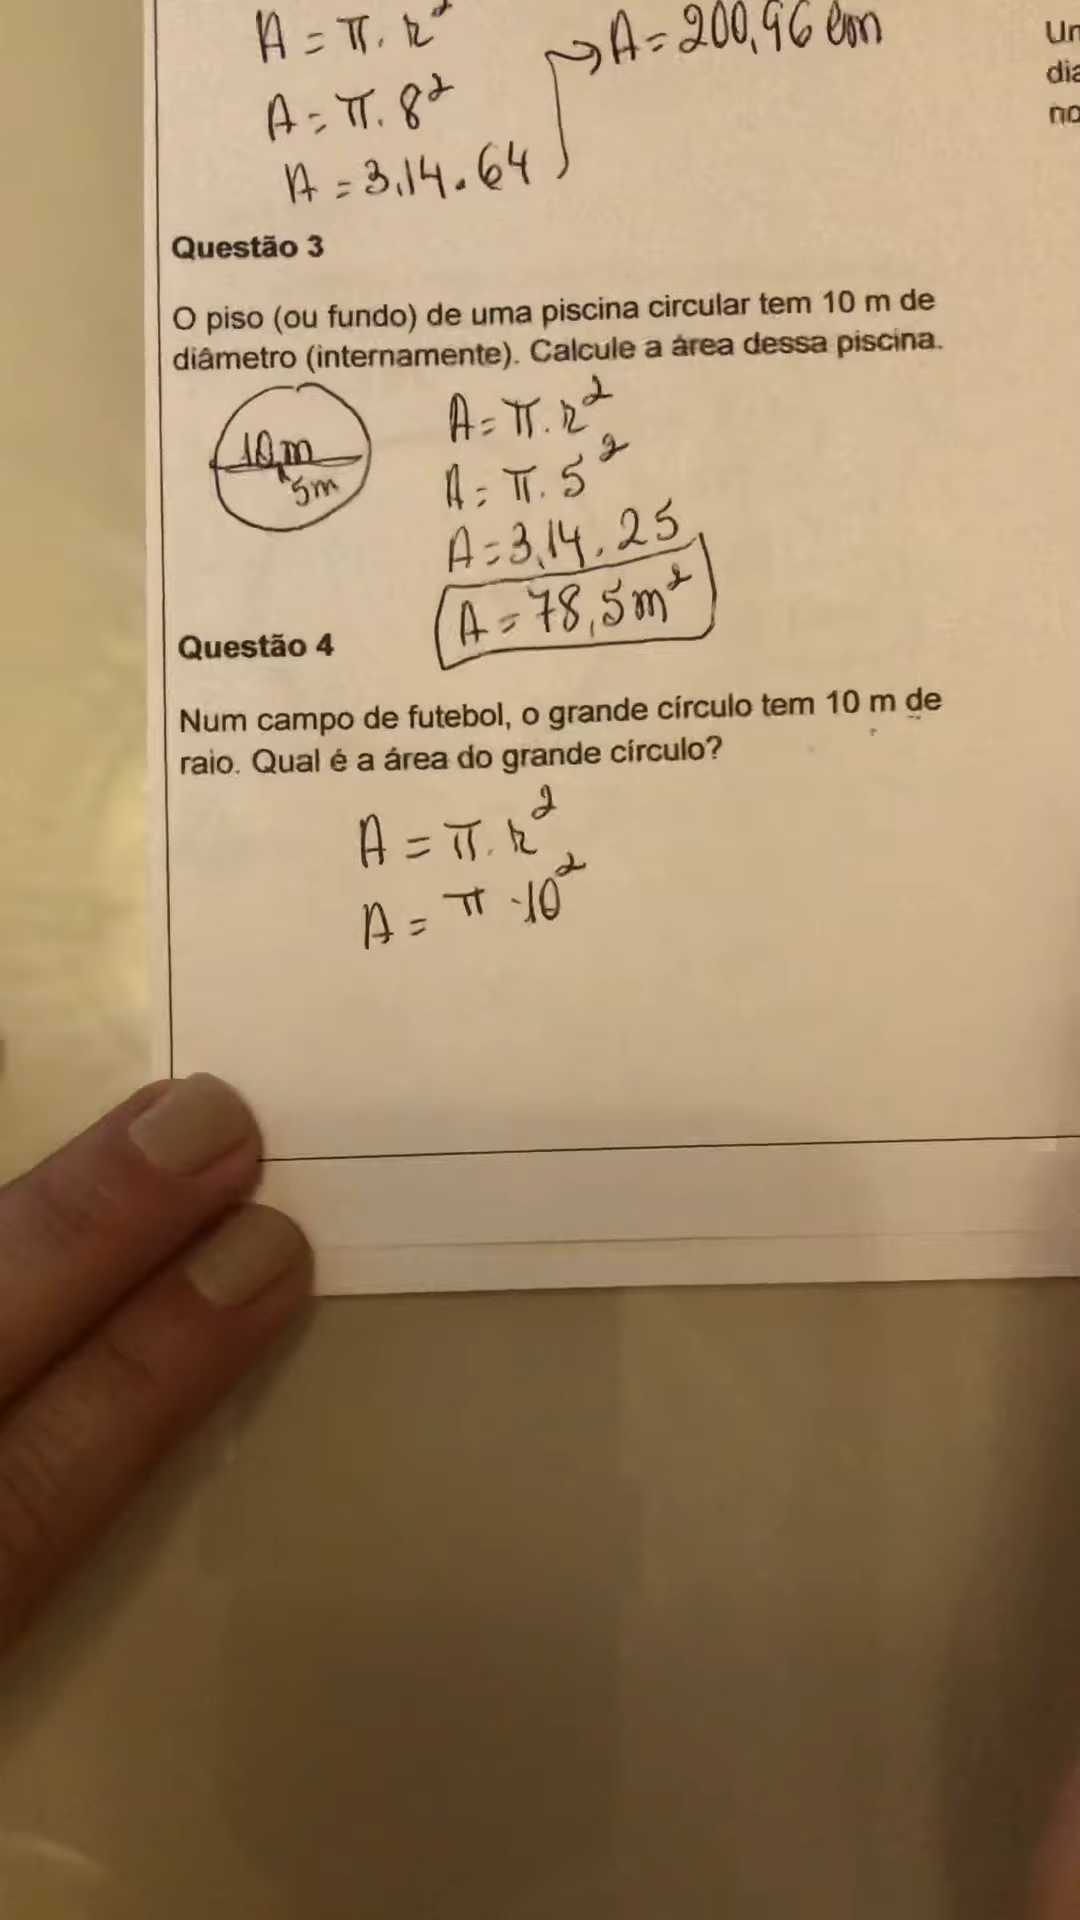 A = π. r²
A = π. 8²
A = 3,14 . 64
A = 200,96 cm
Questão 3
O piso (ou fundo) de uma piscina circular tem 10 m de
diâmetro (internamente). Calcule a área dessa piscina.
10 m
5m
A = π. r²
A = π. 5²
A = 3,14 . 25
A = 78,5 m²
Questão 4
Num campo de futebol, o grande círculo tem 10 m de
raio. Qual é a área do grande círculo?
A = π. r²
A = π . 10²